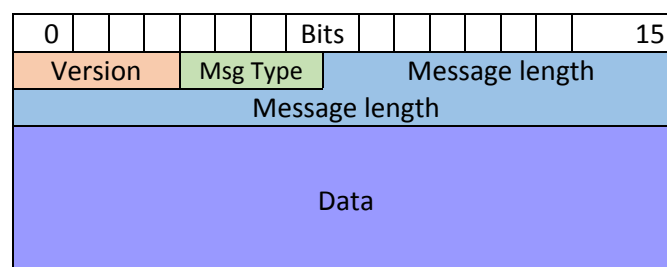 0 Bits 15
Version Msg Type Message length
Message length
Data